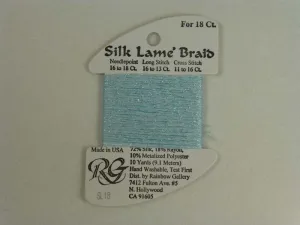 For 18 Ct.
Silk Lamé Braid
Needlepoint Long Stitch Cross Stitch
16 to 18 Ct. 16 to 13 Ct. 11 to 16 Ct.
Made in USA
72% Silk, 18% Rayon,
10% Metalized Polyester
10 Yards (9.1 Meters)
Hand Washable, Test First
Dist by Rainbow Gallery
7412 Fulton Ave. #5
N. Hollywood
CA 91605
RG